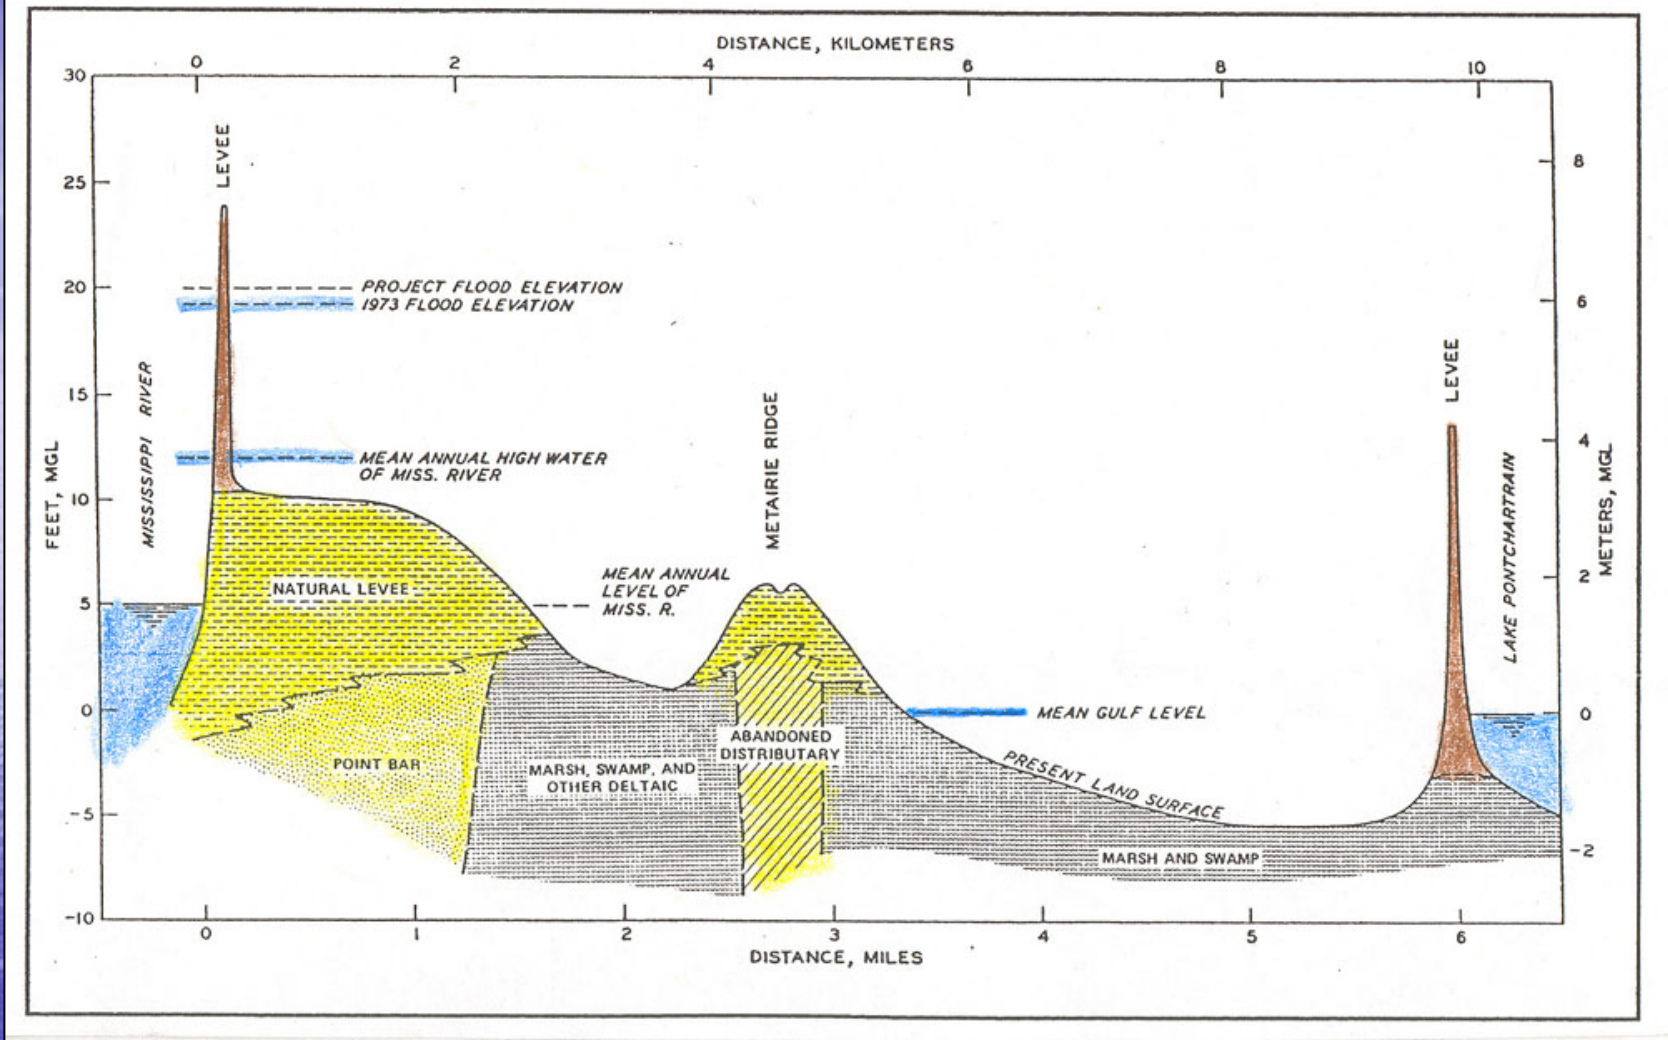 DISTANCE, KILOMETERS
0 2 4 6 8 10
30
25
20
15
10
5
0
-5
-10
FEET, MGL
8
6
4
2
0
-2
METERS, MGL
LEVEE
PROJECT FLOOD ELEVATION
1973 FLOOD ELEVATION
MISSISSIPPI RIVER
MEAN ANNUAL HIGH WATER
OF MISS. RIVER
NATURAL LEVEE
MEAN ANNUAL
LEVEL OF
MISS. R.
METAIRIE RIDGE
LEVEE
LAKE PONTCHARTRAIN
MEAN GULF LEVEL
POINT BAR
MARSH, SWAMP, AND
OTHER DELTAIC
ABANDONED
DISTRIBUTARY
PRESENT LAND SURFACE
MARSH AND SWAMP
0 1 2 3 4 5 6
DISTANCE, MILES